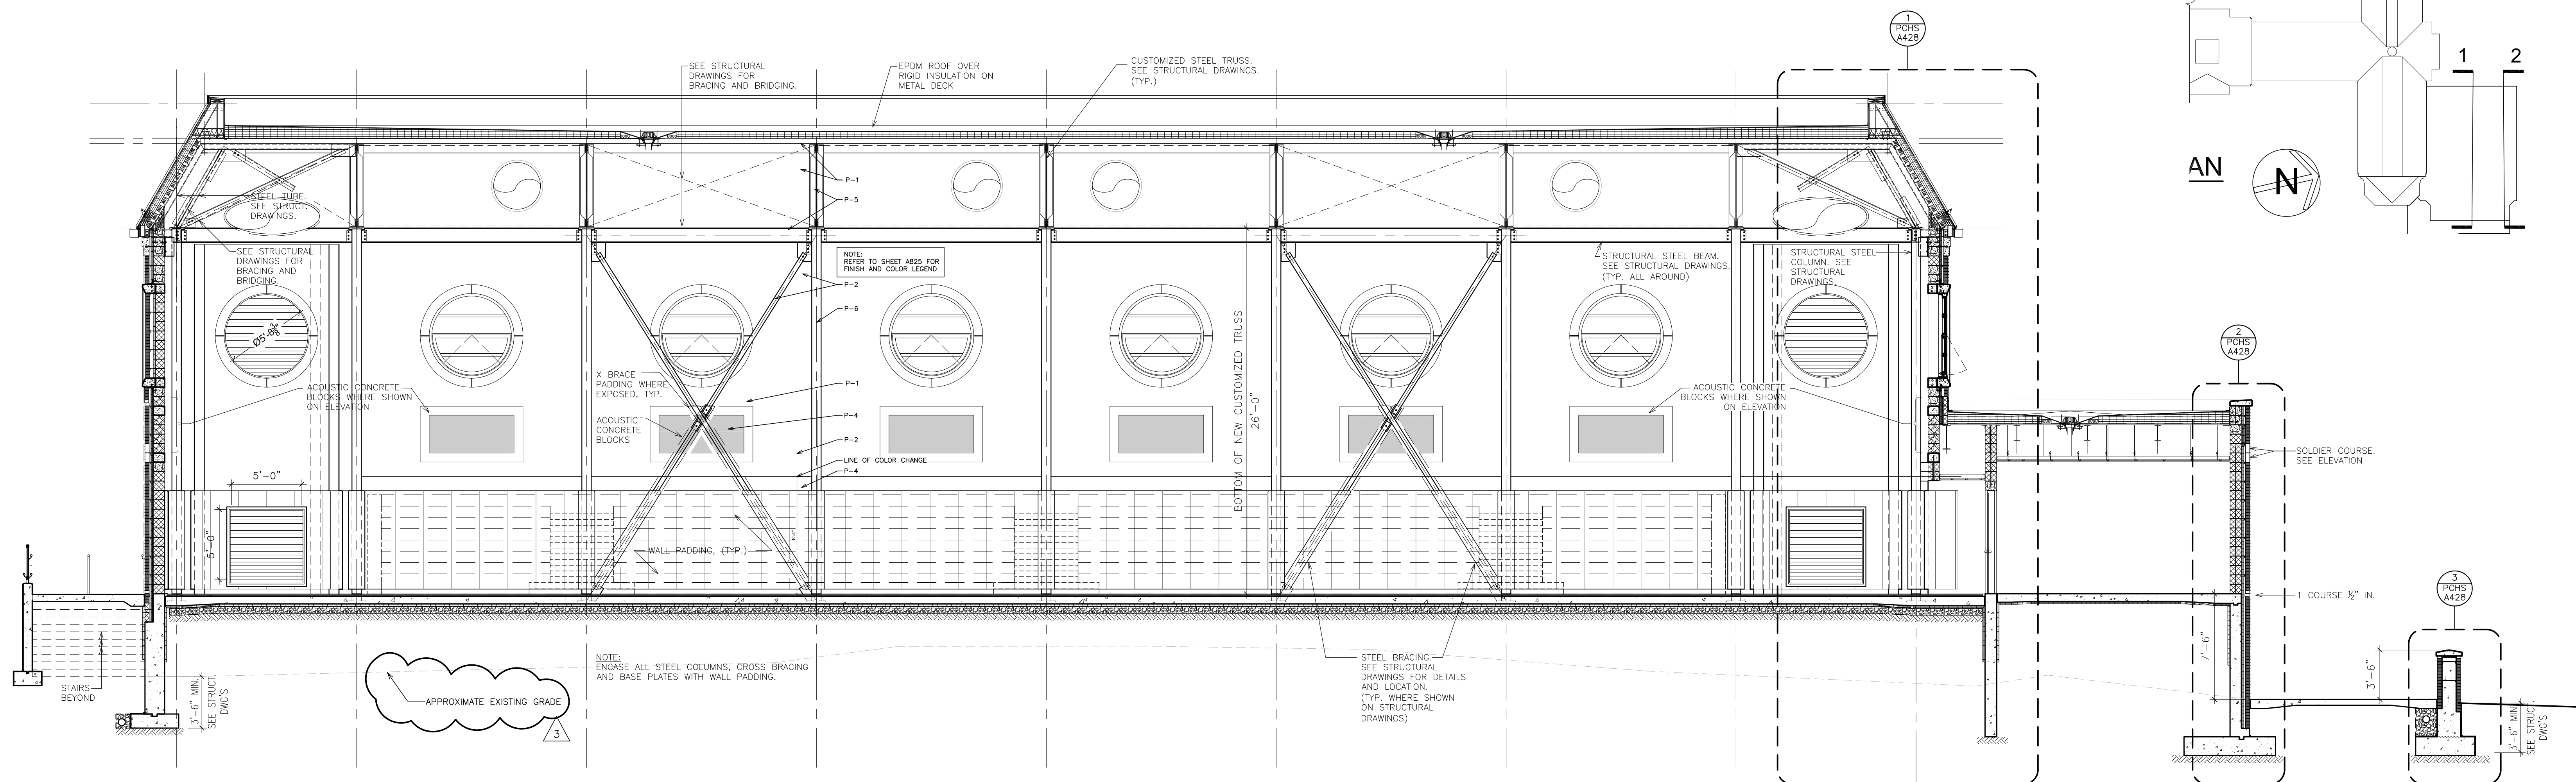 1
PCHS
A428
1
2
AN
N
SEE STRUCTURAL
DRAWINGS FOR
BRACING AND BRIDGING.
EPDM ROOF OVER
RIGID INSULATION ON
METAL DECK
CUSTOMIZED STEEL TRUSS.
SEE STRUCTURAL DRAWINGS.
(TYP.)
P-1
P-5
STEEL TUBE.
SEE STRUCT.
DRAWINGS.
SEE STRUCTURAL
DRAWINGS FOR
BRACING AND
BRIDGING.
NOTE:
REFER TO SHEET A825 FOR
FINISH AND COLOR LEGEND
P-2
P-6
STRUCTURAL STEEL BEAM.
SEE STRUCTURAL DRAWINGS.
(TYP. ALL AROUND)
STRUCTURAL STEEL
COLUMN. SEE
STRUCTURAL
DRAWINGS.
Ø5'-8¾"
2
PCHS
A428
ACOUSTIC CONCRETE
BLOCKS WHERE SHOWN
ON ELEVATION
X BRACE
PADDING WHERE
EXPOSED, TYP.
ACOUSTIC
CONCRETE
BLOCKS
P-1
P-4
P-2
LINE OF COLOR CHANGE
P-4
BOTTOM OF NEW CUSTOMIZED TRUSS
26'-0"
ACOUSTIC CONCRETE
BLOCKS WHERE SHOWN
ON ELEVATION
SOLDIER COURSE.
SEE ELEVATION
5'-0"
5'-0"
WALL PADDING, (TYP.)
1 COURSE ½" IN.
3
PCHS
A428
STAIRS
BEYOND
3'-6" MIN.
SEE STRUCT.
DWG'S
APPROXIMATE EXISTING GRADE
3
NOTE:
ENCASE ALL STEEL COLUMNS, CROSS BRACING
AND BASE PLATES WITH WALL PADDING.
STEEL BRACING.
SEE STRUCTURAL
DRAWINGS FOR DETAILS
AND LOCATION.
(TYP. WHERE SHOWN
ON STRUCTURAL
DRAWINGS)
7'-6"
3'-6"
3'-6" MIN.
SEE STRUCT.
DWG'S